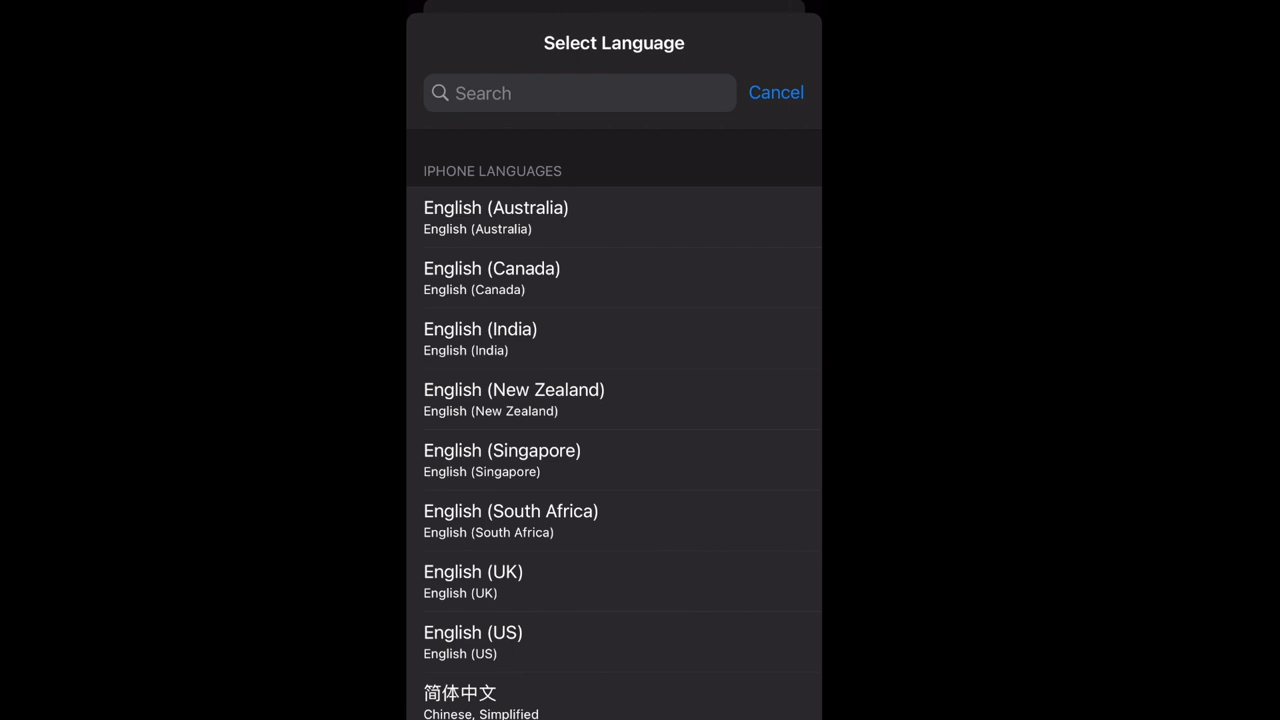 Select Language
Search
Cancel
IPHONE LANGUAGES
English (Australia)
English (Australia)
English (Canada)
English (Canada)
English (India)
English (India)
English (New Zealand)
English (New Zealand)
English (Singapore)
English (Singapore)
English (South Africa)
English (South Africa)
English (UK)
English (UK)
English (US)
English (US)
简体中文
Chinese, Simplified